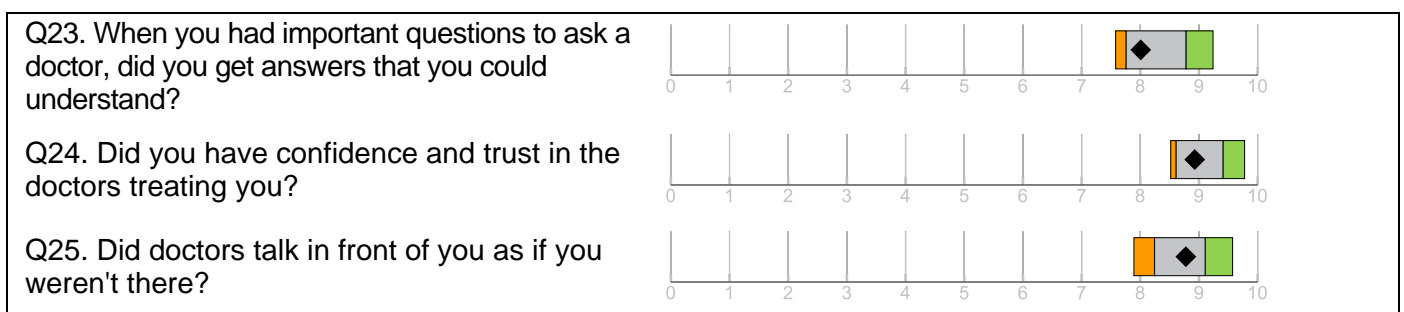 Q23. When you had important questions to ask a
doctor, did you get answers that you could
understand?
0 1 2 3 4 5 6 7 8 9 10
Q24. Did you have confidence and trust in the
doctors treating you?
0 1 2 3 4 5 6 7 8 9 10
Q25. Did doctors talk in front of you as if you
weren't there?
0 1 2 3 4 5 6 7 8 9 10